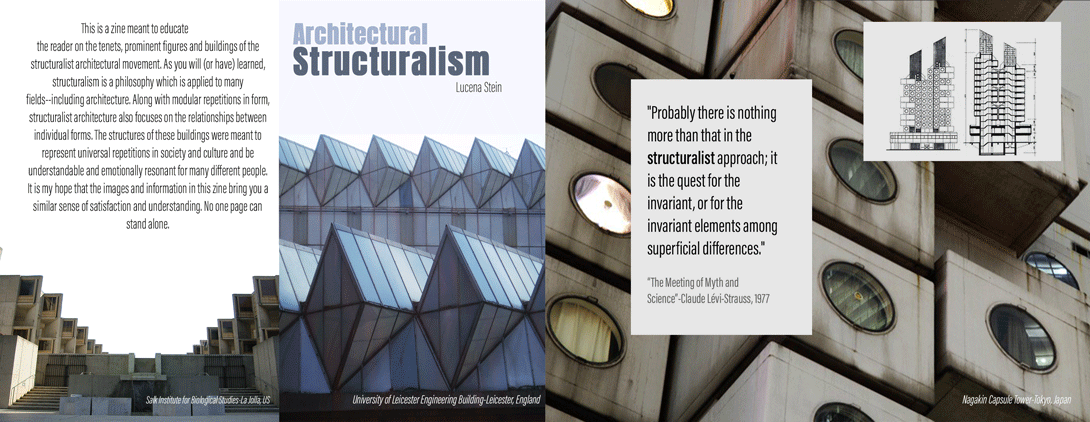 This is a zine meant to educate
the reader on the tenets, prominent figures and buildings of the
structuralist architectural movement. As you will (or have) learned,
structuralism is a philosophy which is applied to many
fields--including architecture. Along with modular repetitions in form,
structuralist architecture also focuses on the relationships between
individual forms. The structures of these buildings were meant to
represent universal repetitions in society and culture and be
understandable and emotionally resonant for many different people.
It is my hope that the images and information in this zine bring you a
similar sense of satisfaction and understanding. No one page can
stand alone.
Salk Institute for Biological Studies-La Jolla, US
Architectural
Structuralism
Lucena Stein
University of Leicester Engineering Building-Leicester, England
"Probably there is nothing
more than that in the
structuralist approach; it
is the quest for the
invariant, or for the
invariant elements among
superficial differences."
"The Meeting of Myth and
Science"-Claude Lévi-Strauss, 1977
Nagakin Capsule Tower-Tokyo, Japan